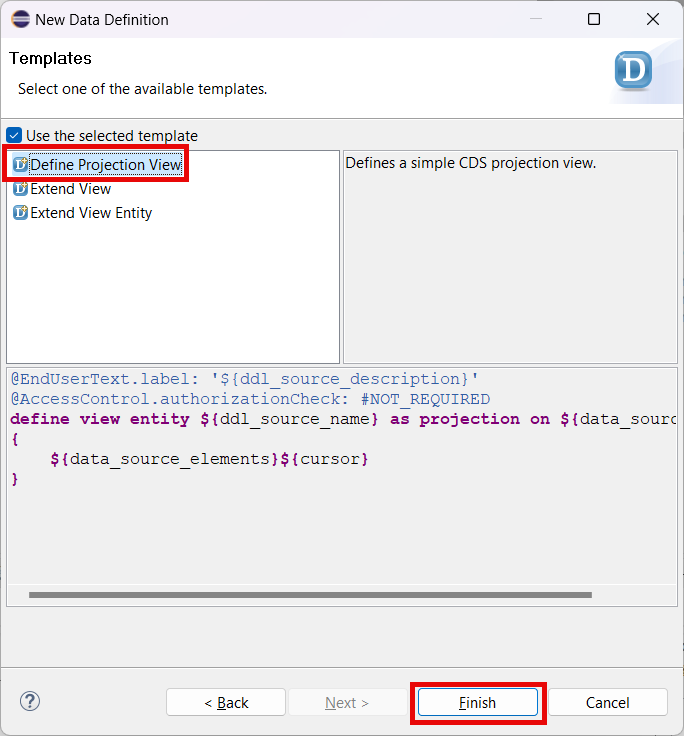 New Data Definition
Templates
Select one of the available templates.
D
Use the selected template
Define Projection View
Extend View
Extend View Entity
Defines a simple CDS projection view.
@EndUserText.label: '${ddl_source_description}'
@AccessControl.authorizationCheck: #NOT_REQUIRED
define view entity ${ddl_source_name} as projection on ${data_sourc
{
    ${data_source_elements}${cursor}
}
?
< Back
Next >
Finish
Cancel